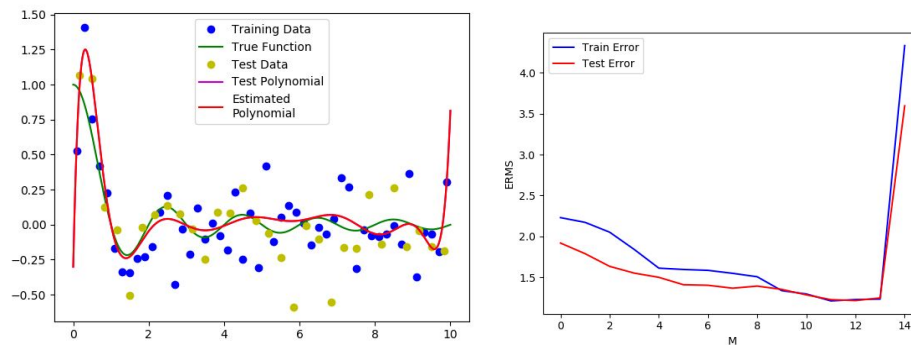 1.50
1.25
1.00
0.75
0.50
0.25
0.00
−0.25
−0.50
0 2 4 6 8 10
Training Data
True Function
Test Data
Test Polynomial
Estimated
Polynomial
4.0
3.5
3.0
2.5
2.0
1.5
ERMS
0 2 4 6 8 10 12 14
M
Train Error
Test Error